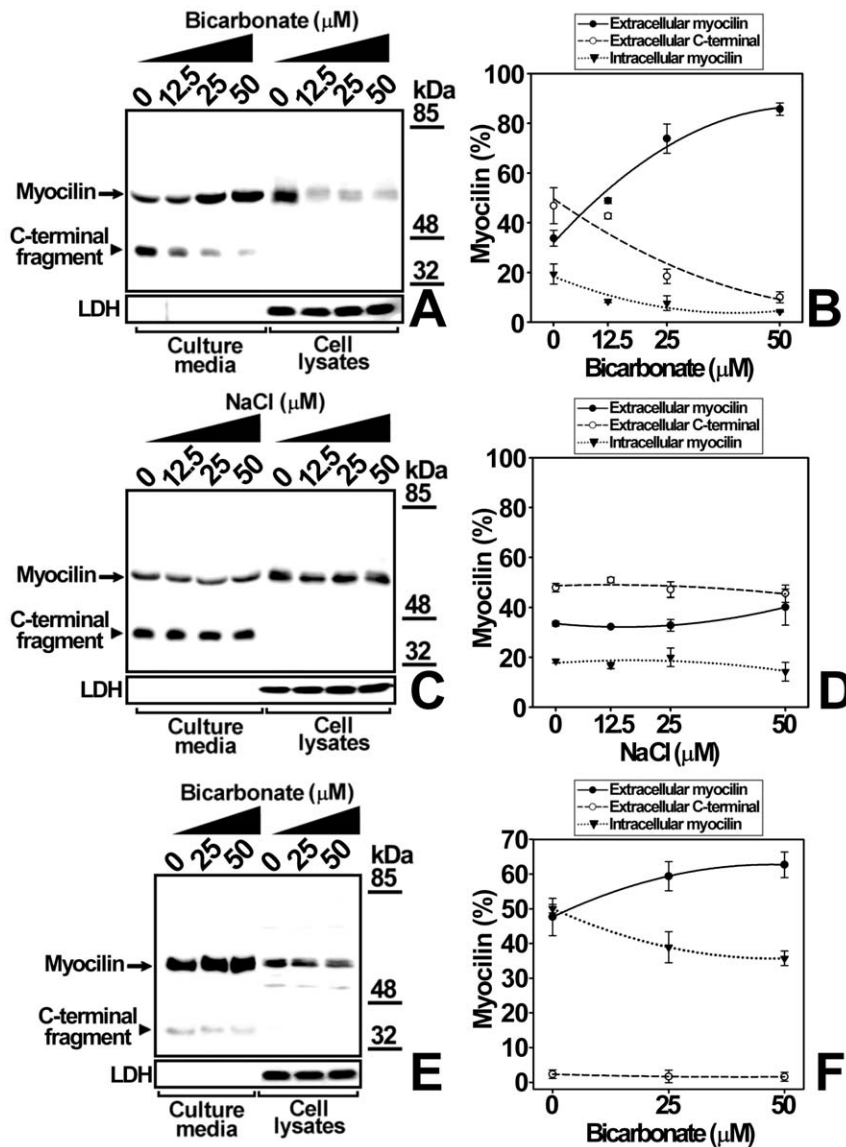 Bicarbonate (µM)
0 12.5 25 50 0 12.5 25 50 kDa
85
Myocilin
48
C-terminal
fragment
32
LDH
A
Culture
media
Cell
lysates
Extracellular myocilin
Extracellular C-terminal
Intracellular myocilin
100
80
60
40
20
0
Myocilin (%)
0 12.5 25 50
Bicarbonate (µM)
B
NaCl (µM)
0 12.5 25 50 0 12.5 25 50 kDa
85
Myocilin
48
C-terminal
fragment
32
LDH
C
Culture
media
Cell
lysates
Extracellular myocilin
Extracellular C-terminal
Intracellular myocilin
100
80
60
40
20
0
Myocilin (%)
0 12.5 25 50
NaCl (µM)
D
Bicarbonate (µM)
0 25 50 0 25 50 kDa
85
Myocilin
48
C-terminal
fragment
32
LDH
E
Culture
media
Cell
lysates
Extracellular myocilin
Extracellular C-terminal
Intracellular myocilin
70
60
50
40
30
20
10
0
Myocilin (%)
0 25 50
Bicarbonate (µM)
F